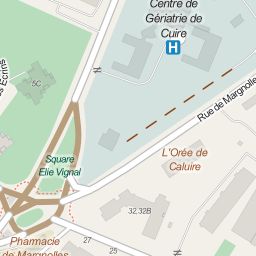 Centre de
Gériatrie de
Cuire
H
5C
Rue de Margnolles
L'Orée de
Caluire
Square
Elie Vignal
32.32B
27
25
Pharmacie
de Margnolles